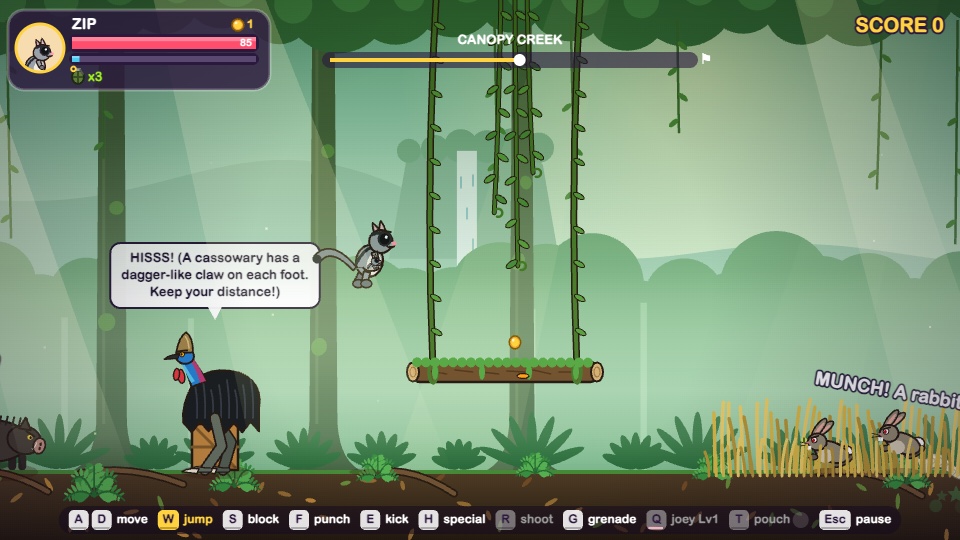 ZIP
1
85
x3
CANOPY CREEK
SCORE 0
HISSS! (A cassowary has a
dagger-like claw on each foot.
Keep your distance!)
MUNCH! A rabbit
A D move W jump S block F punch E kick H special R shoot G grenade Q joey Lv1 T pouch Esc pause